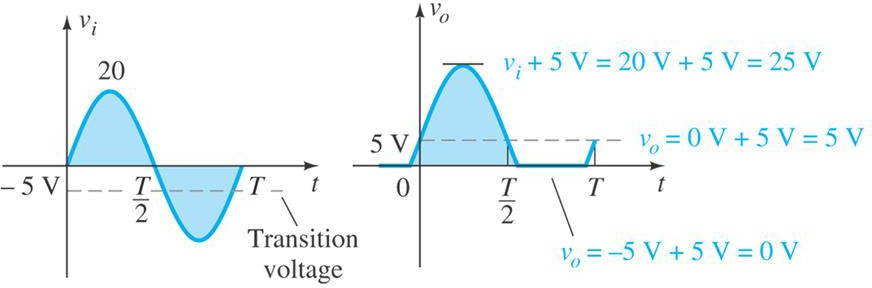 v_i
20
– 5 V
T/2
T
t
Transition
voltage
v_o
v_i + 5 V = 20 V + 5 V = 25 V
5 V
v_o = 0 V + 5 V = 5 V
0
T/2
T
t
v_o = –5 V + 5 V = 0 V